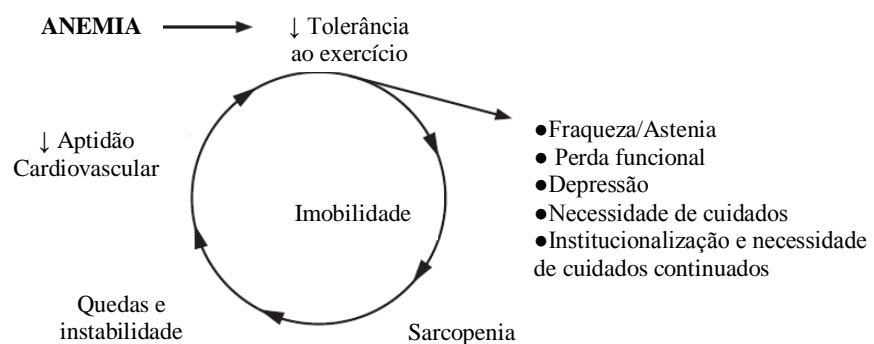 ANEMIA
↓ Tolerância
ao exercício
↓ Aptidão
Cardiovascular
●Fraqueza/Astenia
● Perda funcional
●Depressão
●Necessidade de cuidados
●Institucionalização e necessidade
de cuidados continuados
Imobilidade
Quedas e
instabilidade
Sarcopenia